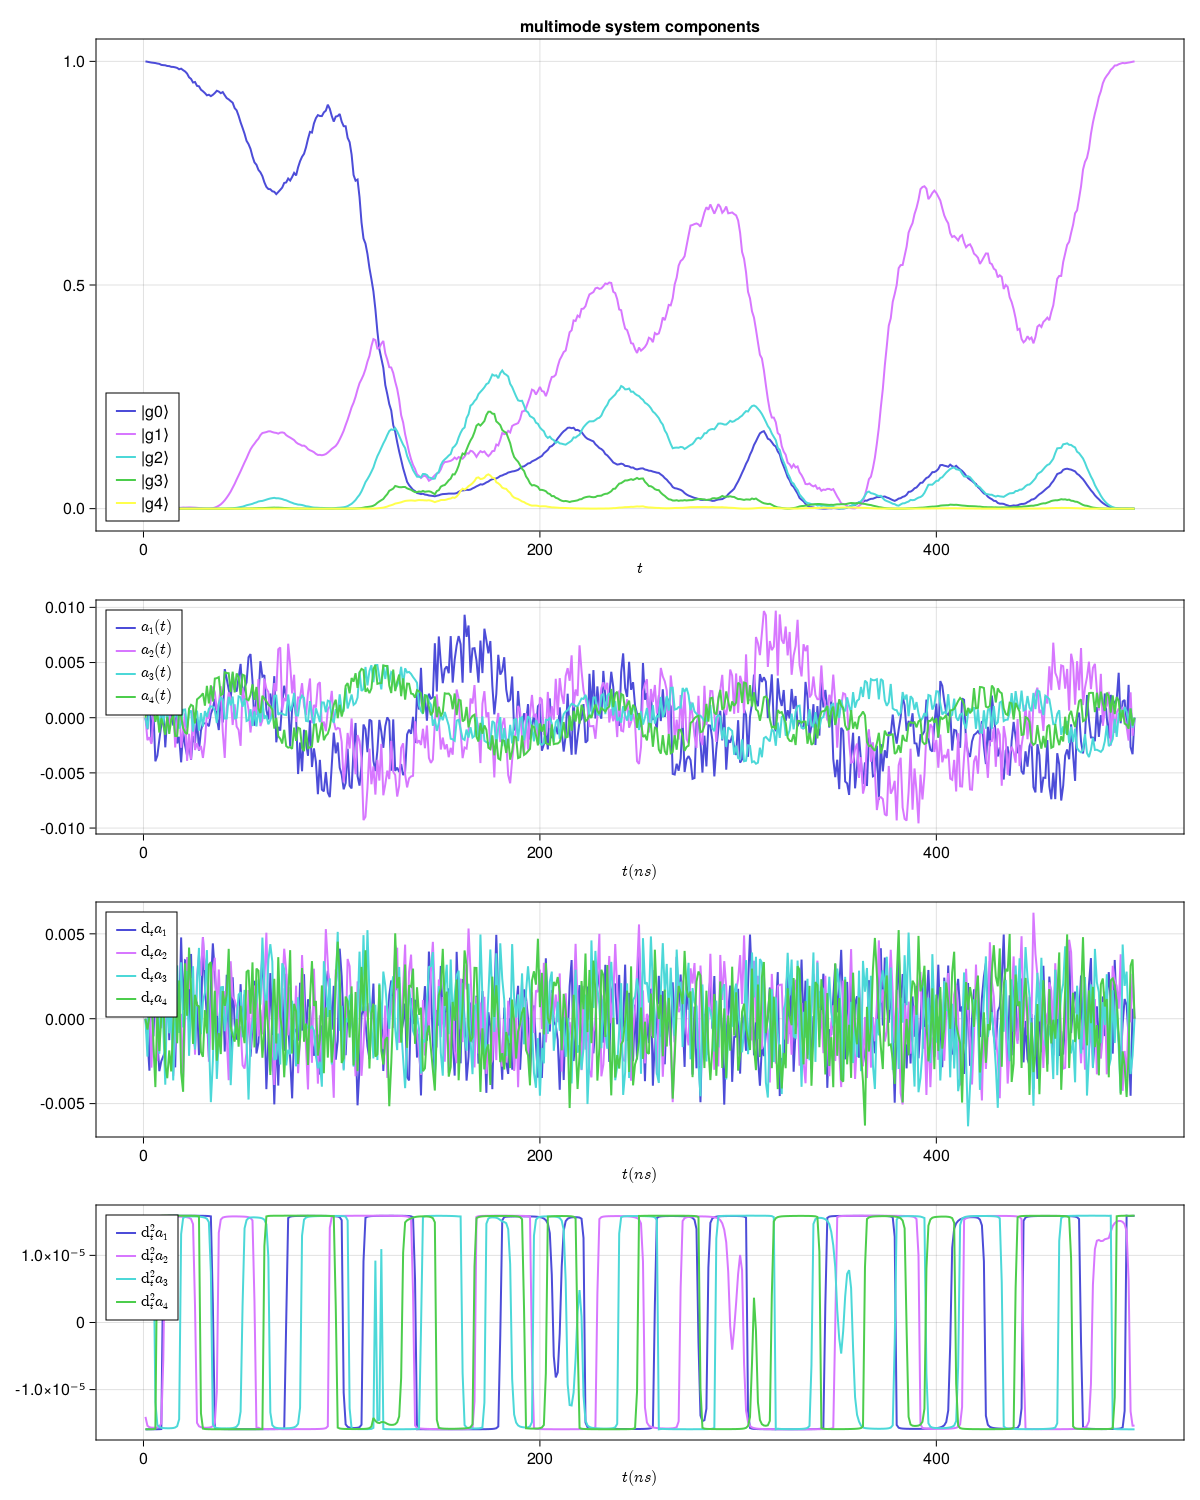 multimode system components
1.0
0.5
0.0
|g0⟩
|g1⟩
|g2⟩
|g3⟩
|g4⟩
0 200 400
t
0.010
0.005
0.000
-0.005
-0.010
a₁(t)
a₂(t)
a₃(t)
a₄(t)
0 200 400
t(ns)
0.005
0.000
-0.005
dₜa₁
dₜa₂
dₜa₃
dₜa₄
0 200 400
t(ns)
1.0×10⁻⁵
0
-1.0×10⁻⁵
d²ₜa₁
d²ₜa₂
d²ₜa₃
d²ₜa₄
0 200 400
t(ns)